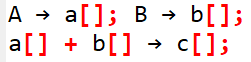 A → a[]; B → b[];
a[] + b[] → c[];